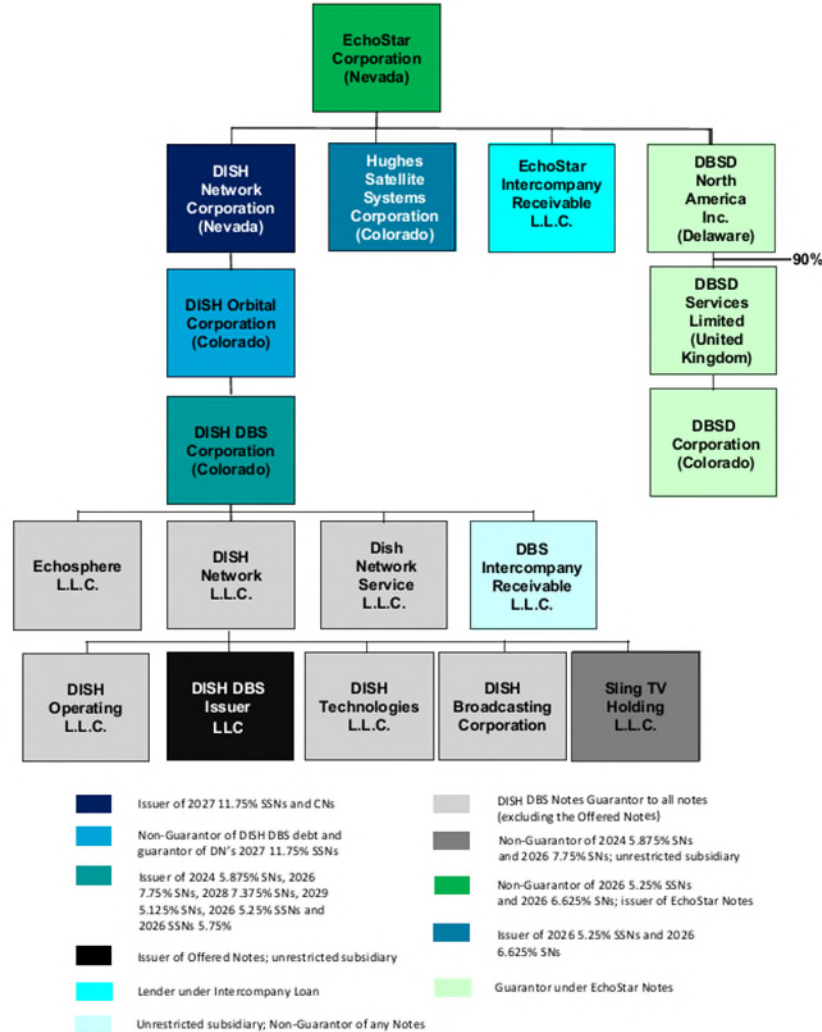 EchoStar
Corporation
(Nevada)
DISH
Network
Corporation
(Nevada)
Hughes
Satellite
Systems
Corporation
(Colorado)
EchoStar
Intercompany
Receivable
L.L.C.
DBSD
North
America
Inc.
(Delaware)
90%
DISH Orbital
Corporation
(Colorado)
DBSD
Services
Limited
(United
Kingdom)
DISH DBS
Corporation
(Colorado)
DBSD
Corporation
(Colorado)
Echosphere
L.L.C.
DISH
Network
L.L.C.
Dish
Network
Service
L.L.C.
DBS
Intercompany
Receivable
L.L.C.
DISH
Operating
L.L.C.
DISH DBS
Issuer
LLC
DISH
Technologies
L.L.C.
DISH
Broadcasting
Corporation
Sling TV
Holding
L.L.C.
Issuer of 2027 11.75% SSNs and CNs
Non-Guarantor of DISH DBS debt and
guarantor of DN's 2027 11.75% SSNs
Issuer of 2024 5.875% SNs, 2026
7.75% SNs, 2028 7.375% SNs, 2029
5.125% SNs, 2026 5.25% SSNs and
2026 SSNs 5.75%
Issuer of Offered Notes; unrestricted subsidiary
Lender under Intercompany Loan
Unrestricted subsidiary; Non-Guarantor of any Notes
DISH DBS Notes Guarantor to all notes
(excluding the Offered Notes)
Non-Guarantor of 2024 5.875% SNs
and 2026 7.75% SNs; unrestricted subsidiary
Non-Guarantor of 2026 5.25% SSNs
and 2026 6.625% SNs; issuer of EchoStar Notes
Issuer of 2026 5.25% SSNs and 2026
6.625% SNs
Guarantor under EchoStar Notes